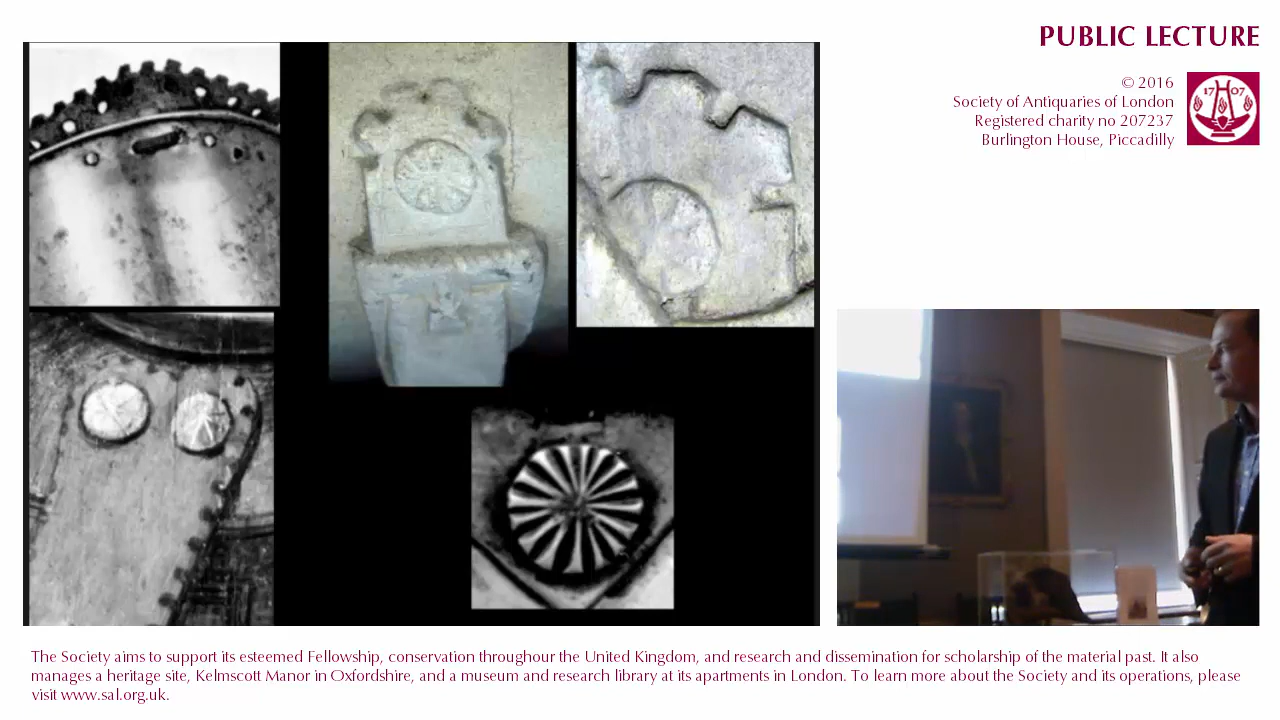 PUBLIC LECTURE
© 2016
Society of Antiquaries of London
Registered charity no 207237
Burlington House, Piccadilly
17 07
The Society aims to support its esteemed Fellowship, conservation throughour the United Kingdom, and research and dissemination for scholarship of the material past. It also
manages a heritage site, Kelmscott Manor in Oxfordshire, and a museum and research library at its apartments in London. To learn more about the Society and its operations, please
visit www.sal.org.uk.